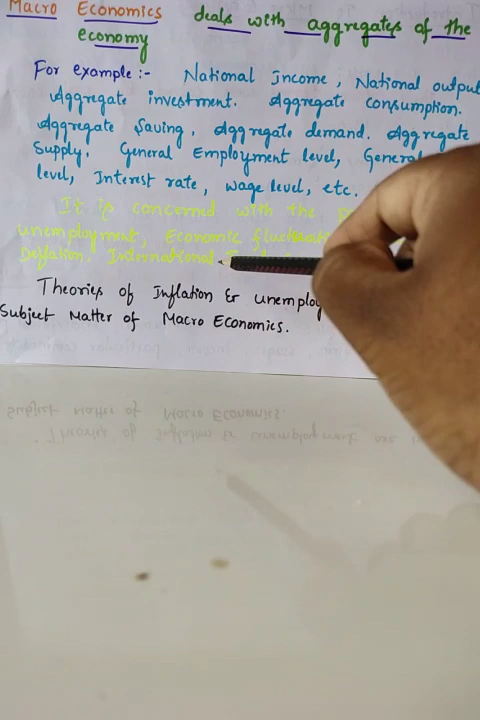 Macro Economics deals with aggregates of the
economy
For example :- National Income, National output
Aggregate investment. Aggregate Consumption.
Aggregate Saving, Aggregate demand. Aggregate
Supply. General Employment level, General
level, Interest rate, wage level, etc.
It is concerned with the
unemployment, Economic
Deflation. International
Theories of Inflation &
Subject Matter of Macro Economics.